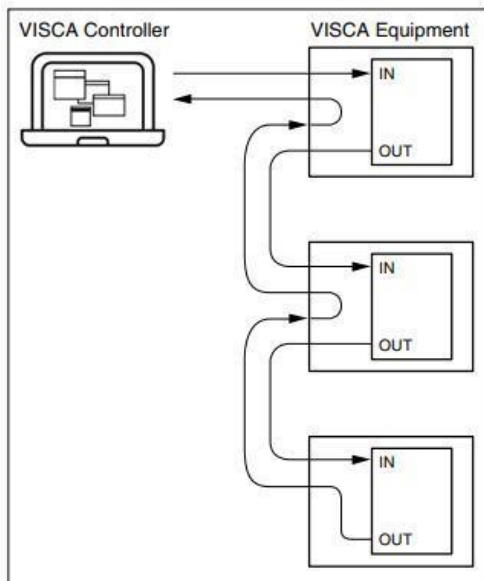 VISCA Controller
VISCA Equipment
IN
OUT
IN
OUT
IN
OUT